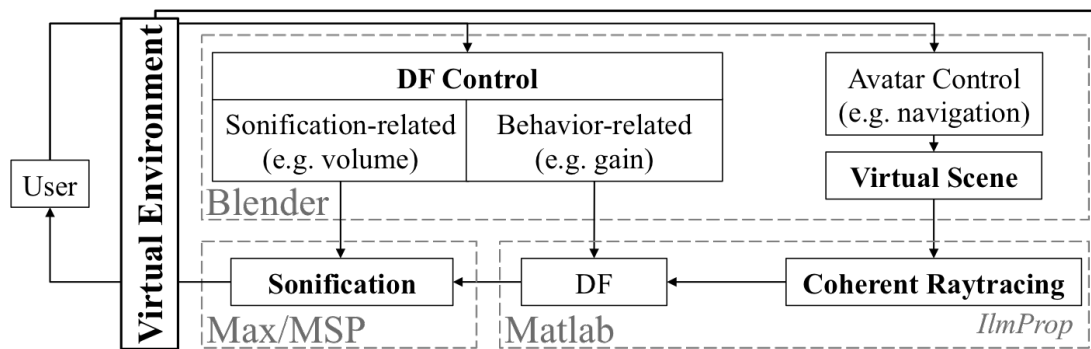 Virtual Environment
DF Control
Sonification-related
(e.g. volume)
Behavior-related
(e.g. gain)
Avatar Control
(e.g. navigation)
User
Virtual Scene
Blender
Sonification
DF
Coherent Raytracing
Max/MSP
Matlab
IlmProp